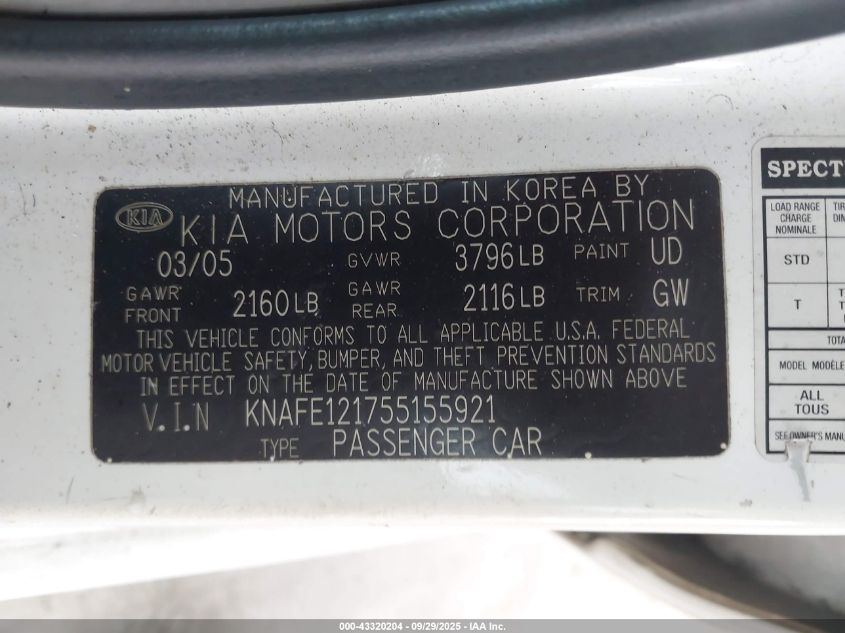 MANUFACTURED IN KOREA BY
KIA KIA MOTORS CORPORATION
03/05 GVWR 3796LB PAINT UD
GAWR FRONT 2160LB GAWR REAR 2116LB TRIM GW
THIS VEHICLE CONFORMS TO ALL APPLICABLE U.S.A. FEDERAL
MOTOR VEHICLE SAFETY, BUMPER, AND THEFT PREVENTION STANDARDS
IN EFFECT ON THE DATE OF MANUFACTURE SHOWN ABOVE
V.I.N KNAFE121755155921
TYPE PASSENGER CAR
LOAD RANGE
CHARGE
NOMINALE
STD
T
MODEL MODÈLE
ALL
TOUS
000-43320204 - 09/29/2025 - IAA Inc.